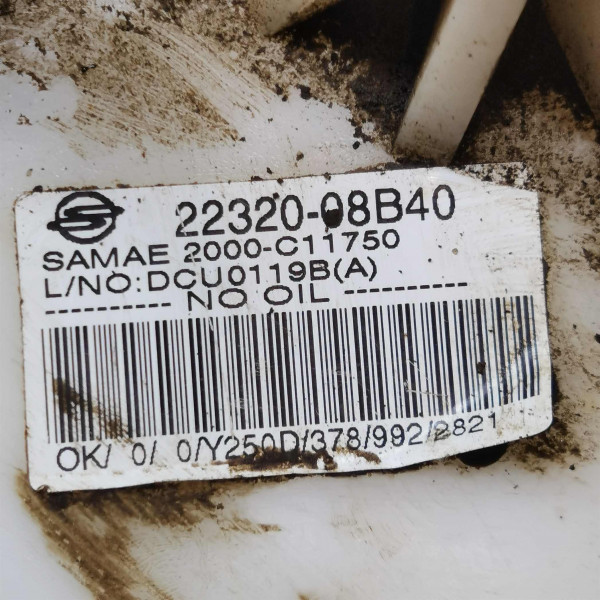 22320-08B40
SAMAE 2000-C11750
L/NO:DCU0119B(A)
---------- NO OIL ----------
OK/ 0/ 0/Y250D/378/992/2821